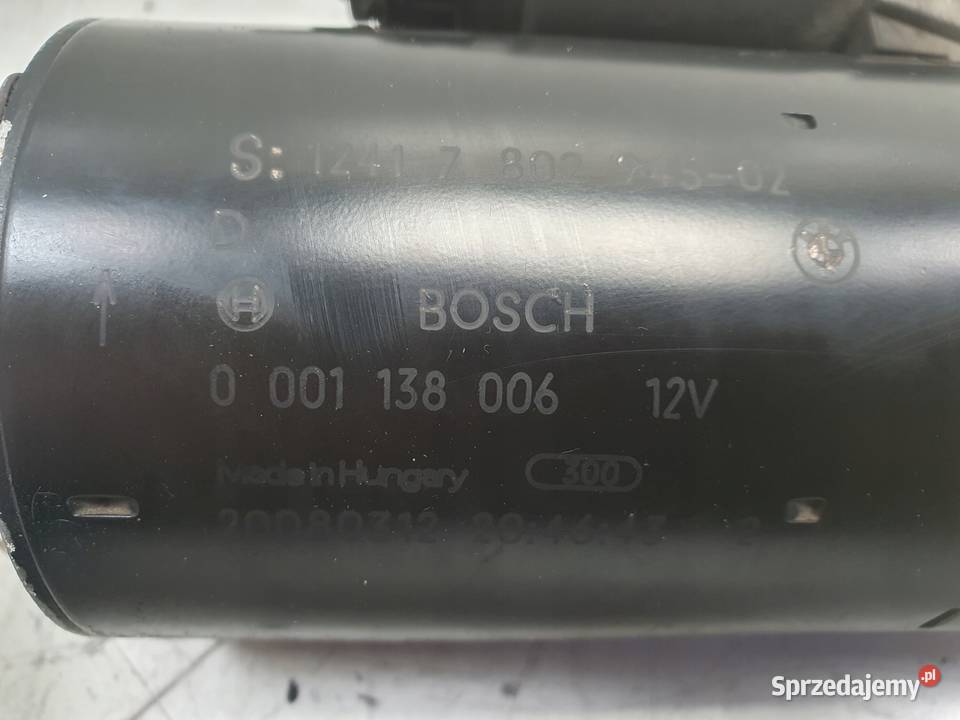 S: 1241 7 802 -02
D
BOSCH
0 001 138 006 12V
Made in Hungary 300
20080312 20:46:43 2
Sprzedajemy.pl